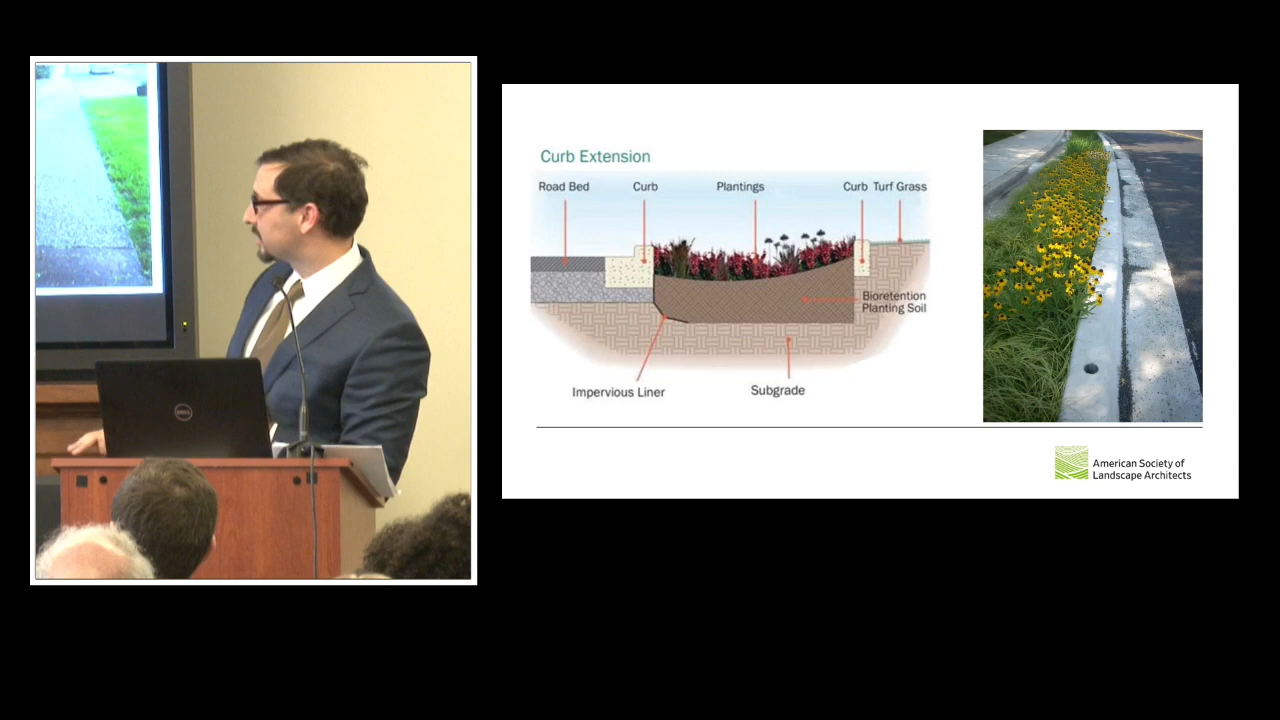 DELL
Curb Extension
Road Bed
Curb
Plantings
Curb
Turf Grass
Bioretention
Planting Soil
Impervious Liner
Subgrade
American Society of
Landscape Architects